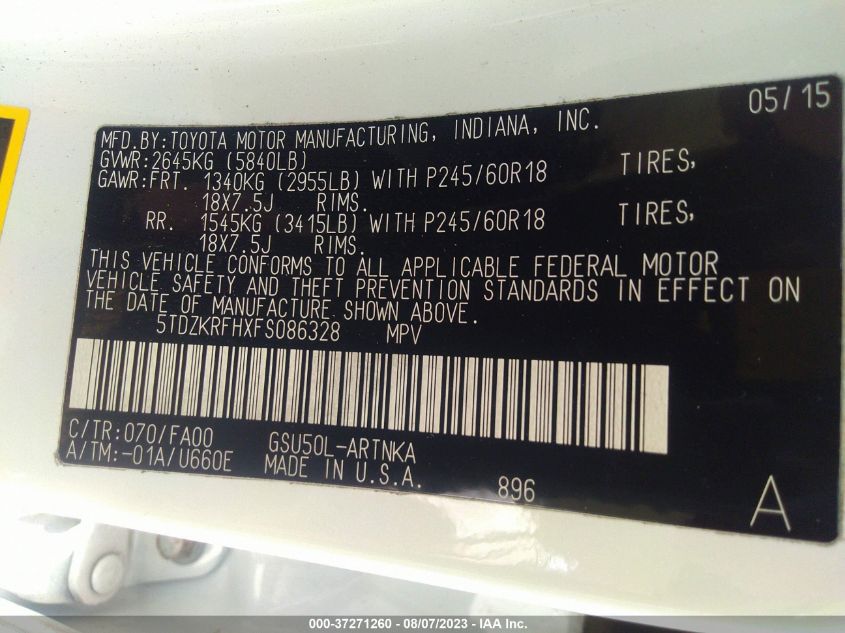 05/15
MFD.BY:TOYOTA MOTOR MANUFACTURING, INDIANA, INC.
GVWR:2645KG (5840LB)
GAWR:FRT. 1340KG (2955LB) WITH P245/60R18 TIRES,
18X7.5J RIMS.
RR. 1545KG (3415LB) WITH P245/60R18 TIRES,
18X7.5J RIMS.
THIS VEHICLE CONFORMS TO ALL APPLICABLE FEDERAL MOTOR
VEHICLE SAFETY AND THEFT PREVENTION STANDARDS IN EFFECT ON
THE DATE OF MANUFACTURE SHOWN ABOVE.
5TDZKRFHXFS086328 MPV
C/TR:070/FA00 GSU50L-ARTNKA
A/TM:-01A/U660E MADE IN U.S.A.
896
A
000-37271260 - 08/07/2023 - IAA Inc.